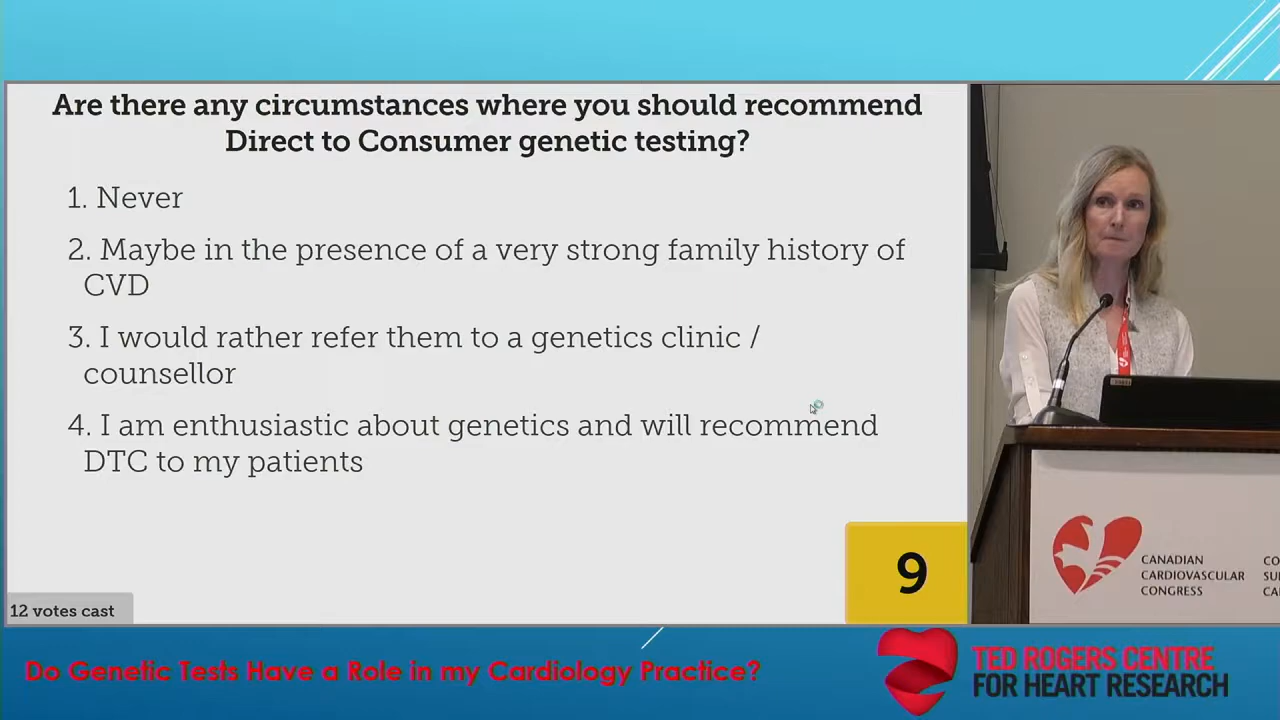 Are there any circumstances where you should recommend
Direct to Consumer genetic testing?
1. Never
2. Maybe in the presence of a very strong family history of
CVD
3. I would rather refer them to a genetics clinic /
counsellor
4. I am enthusiastic about genetics and will recommend
DTC to my patients
9
12 votes cast
CANADIAN
CARDIOVASCULAR
CONGRESS
CO
SU
CA
Do Genetic Tests Have a Role in my Cardiology Practice?
TED ROGERS CENTRE
FOR HEART RESEARCH